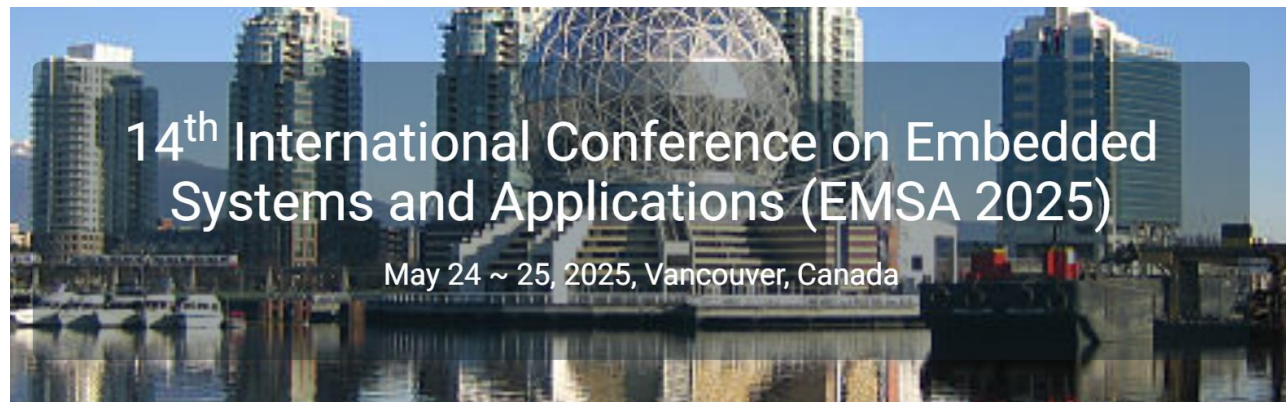 14th International Conference on Embedded
Systems and Applications (EMSA 2025)
May 24 ~ 25, 2025, Vancouver, Canada